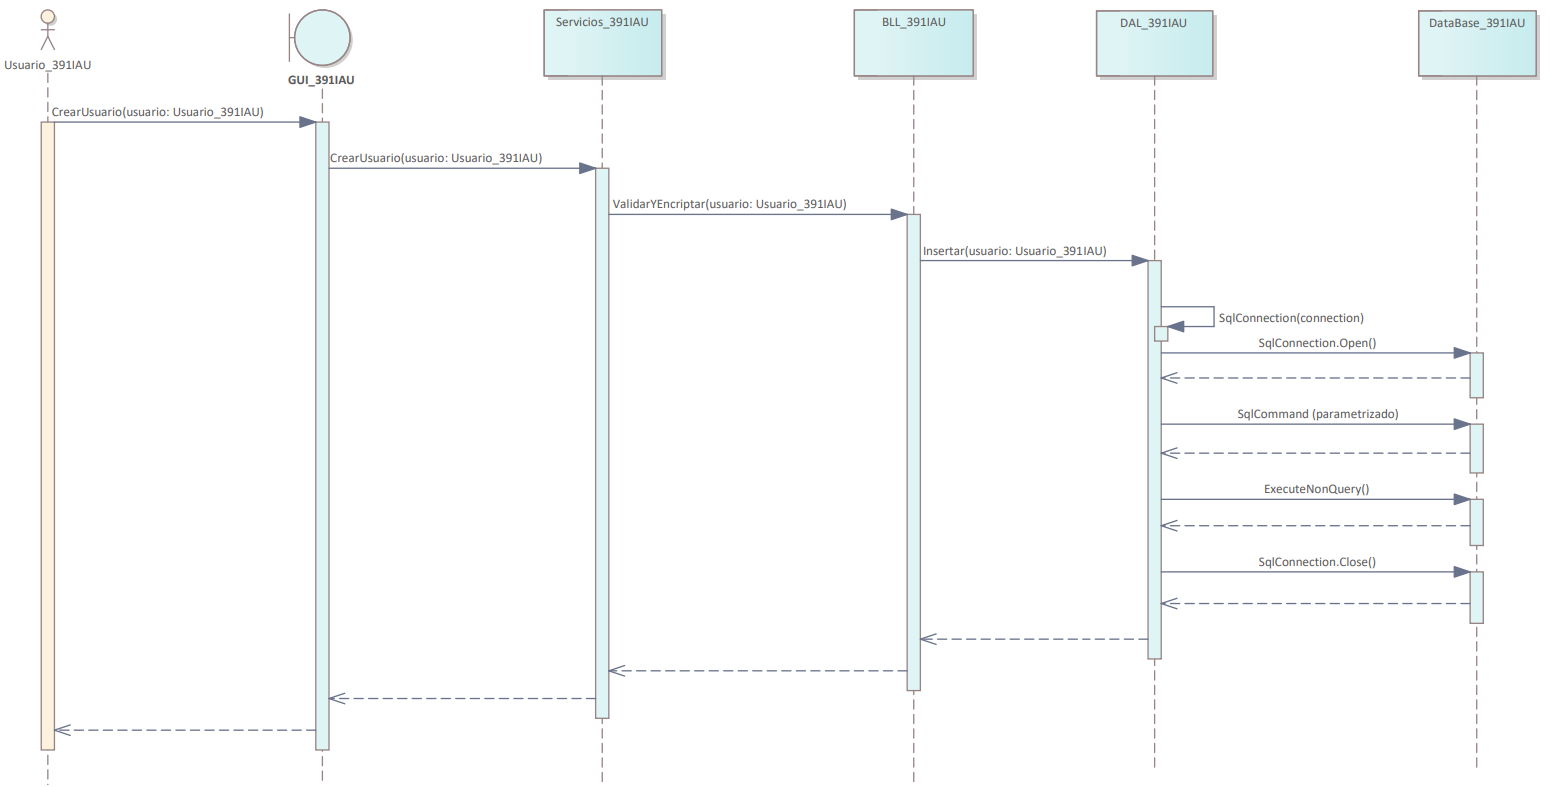 Usuario_391IAU
GUI_391IAU
Servicios_391IAU
BLL_391IAU
DAL_391IAU
DataBase_391IAU
CrearUsuario(usuario: Usuario_391IAU)
CrearUsuario(usuario: Usuario_391IAU)
ValidarYEncriptar(usuario: Usuario_391IAU)
Insertar(usuario: Usuario_391IAU)
SqlConnection(connection)
SqlConnection.Open()
SqlCommand (parametrizado)
ExecuteNonQuery()
SqlConnection.Close()